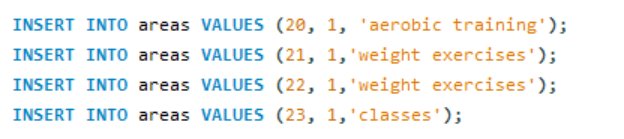 INSERT INTO areas VALUES (20, 1, 'aerobic training');
INSERT INTO areas VALUES (21, 1,'weight exercises');
INSERT INTO areas VALUES (22, 1,'weight exercises');
INSERT INTO areas VALUES (23, 1,'classes');